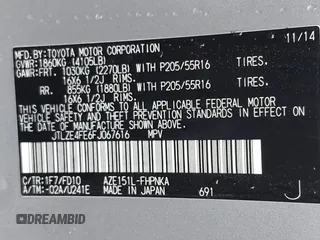 11/14
MFD.BY:TOYOTA MOTOR CORPORATION
GVWR:1860KG (4105LB)
GAWR:FRT. 1030KG (2270LB) WITH P205/55R16 TIRES,
16X6 1/2J RIMS.
RR. 855KG (1880LB) WITH P205/55R16 TIRES,
16X6 1/2J RIMS.
THIS VEHICLE CONFORMS TO ALL APPLICABLE FEDERAL MOTOR
VEHICLE SAFETY AND THEFT PREVENTION STANDARDS IN
EFFECT ON THE DATE OF MANUFACTURE SHOWN ABOVE.
JTLZE4FE6FJ067616 MPV
C/TR:1F7/FD10 AZE151L-FHPNKA
A/TM:-02A/U241E MADE IN JAPAN 691 J
© DREAMBID